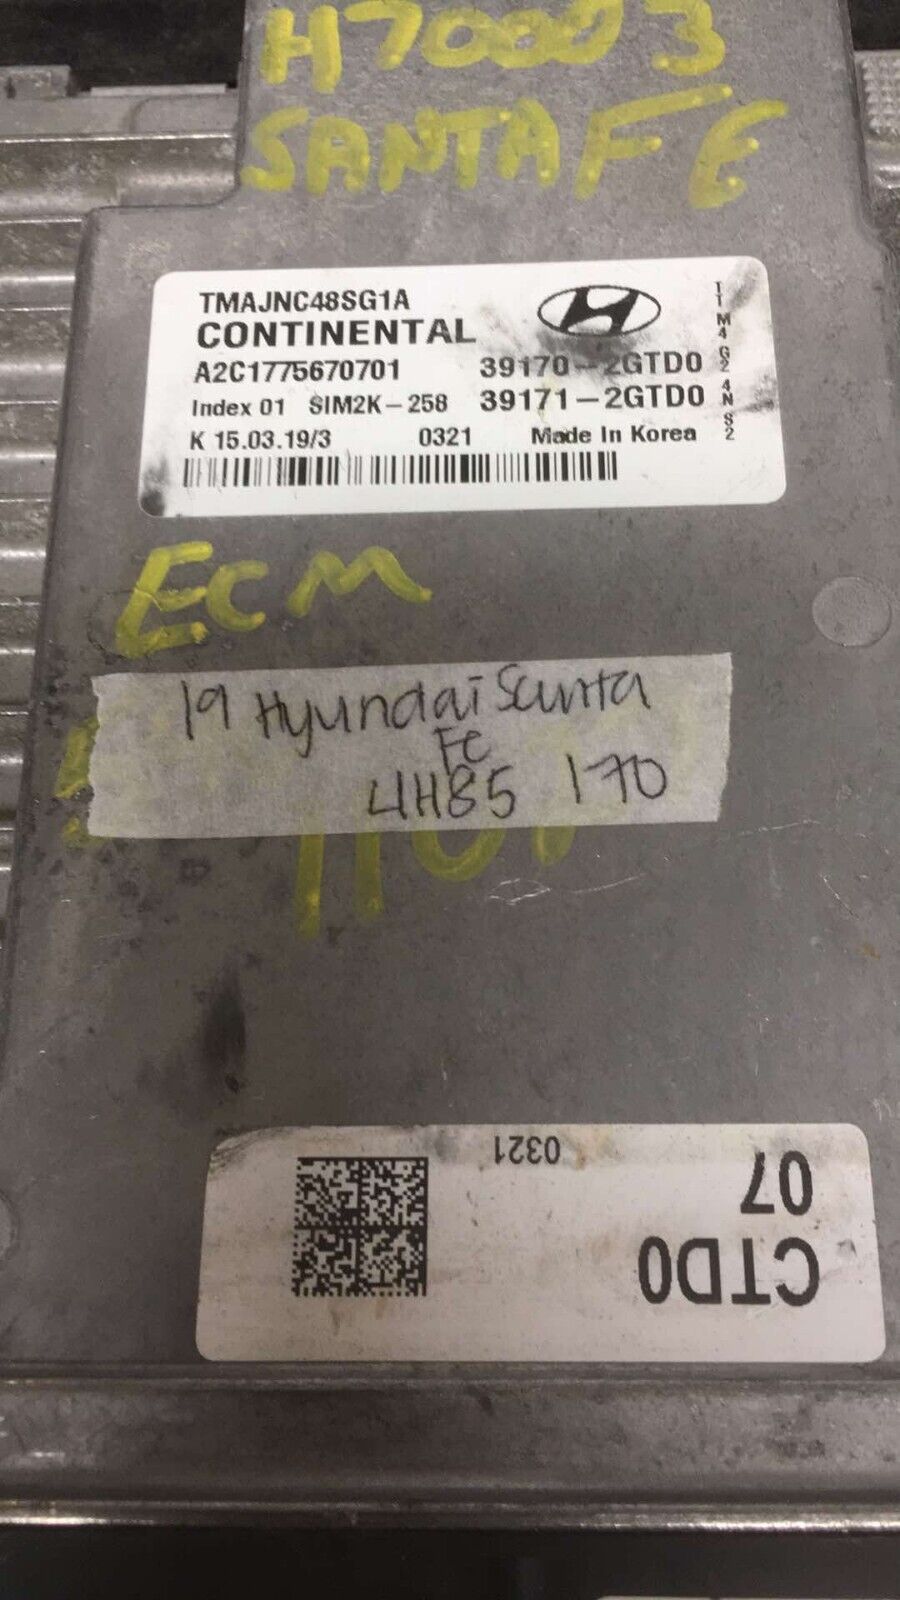 H70003
SANTA FE
TMAJNC48SG1A
CONTINENTAL
A2C1775670701 39170-2GTD0
Index 01 SIM2K-258 39171-2GTD0
K 15.03.19/3 0321 Made In Korea
TTM4G24NS2
ECM
19 Hyundai Santa
Fe
4H85 170
CTD0
07
0321